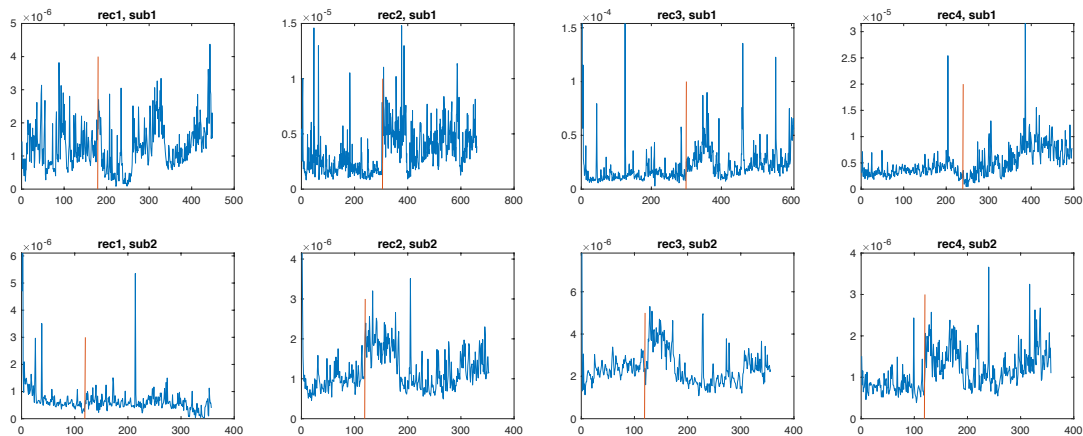 ×10-6 rec1, sub1
5
4
3
2
1
0
0 100 200 300 400 500
×10-5 rec2, sub1
1.5
1
0.5
0
0 200 400 600 800
×10-4 rec3, sub1
1
0.5
0
0 200 400 600
×10-5 rec4, sub1
3
2.5
2
1.5
1
0.5
0
0 100 200 300 400 500
×10-6 rec1, sub2
6
5
4
3
2
1
0
0 100 200 300 400
×10-6 rec2, sub2
4
3
2
1
0
0 100 200 300 400
×10-6 rec3, sub2
6
4
2
0
0 100 200 300 400
×10-6 rec4, sub2
4
3
2
1
0
0 100 200 300 400